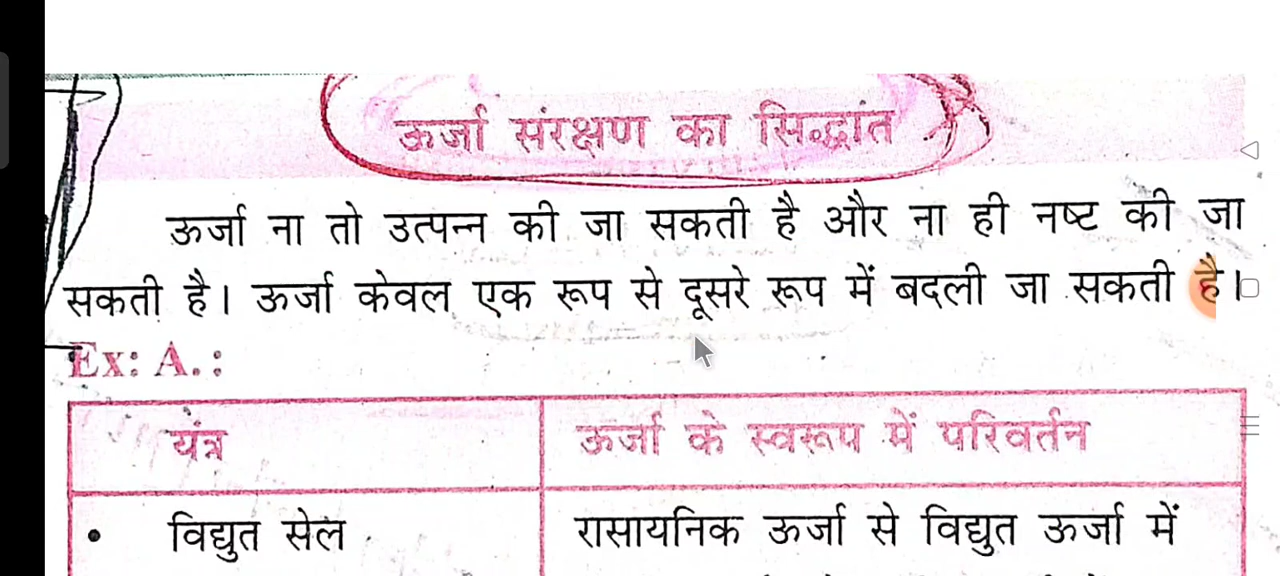 ऊर्जा संरक्षण का सिद्धांत
ऊर्जा ना तो उत्पन्न की जा सकती है और ना ही नष्ट की जा
सकती है। ऊर्जा केवल एक रूप से दूसरे रूप में बदली जा सकती है।
Ex: A.:
यंत्र ऊर्जा के स्वरूप में परिवर्तन
• विद्युत सेल रासायनिक ऊर्जा से विद्युत ऊर्जा में